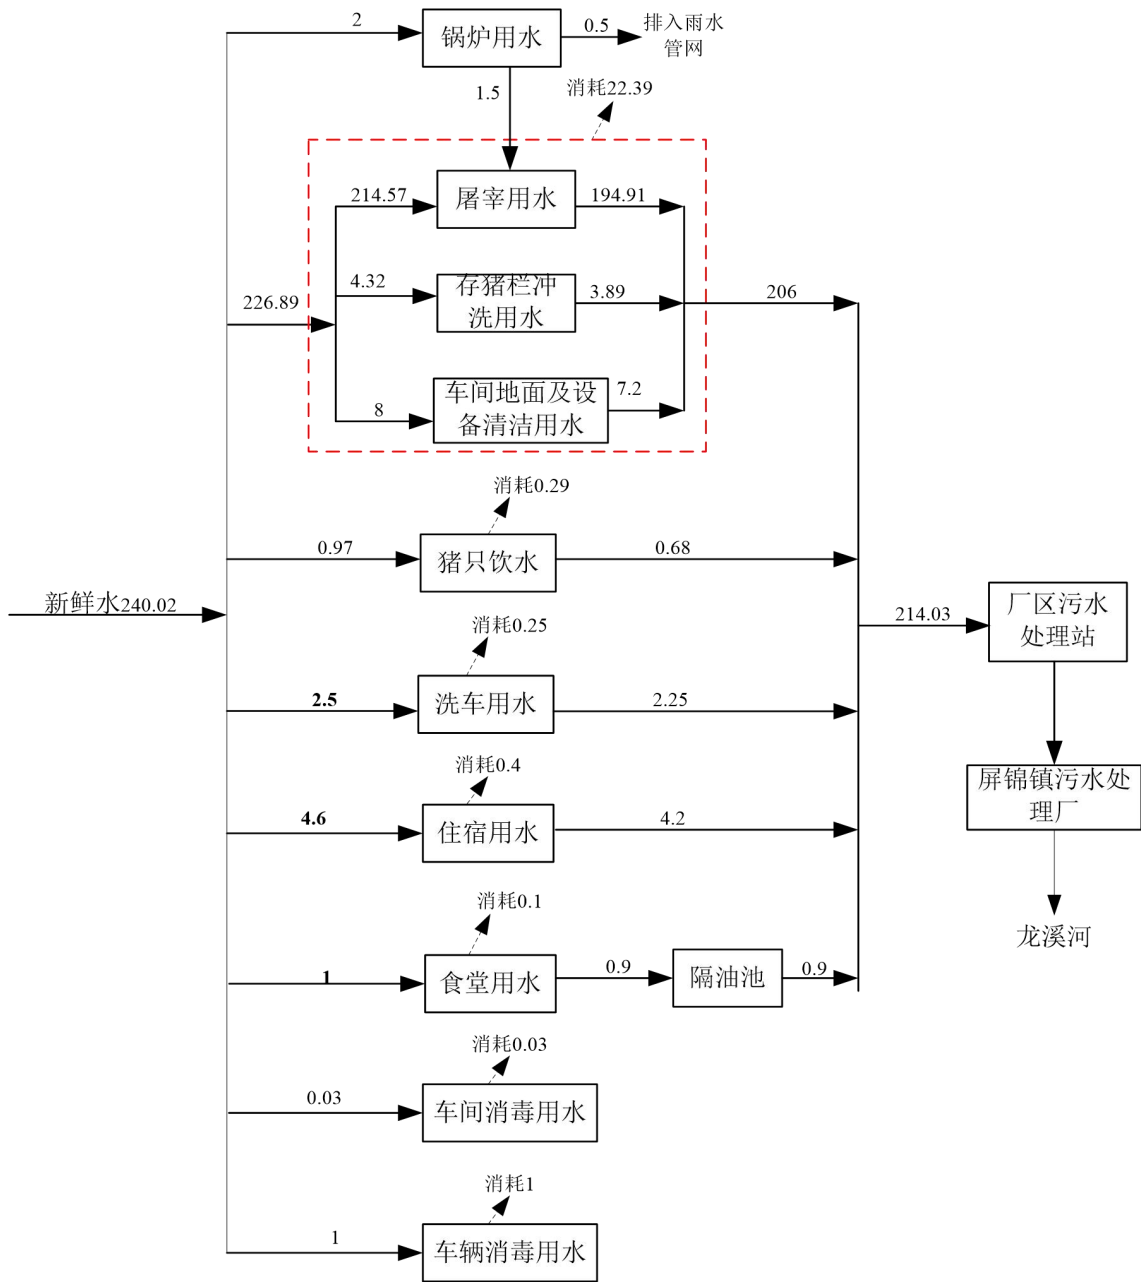 2
锅炉用水
0.5
排入雨水
管网
1.5
消耗22.39
214.57
屠宰用水
194.91
226.89
4.32
存猪栏冲
洗用水
3.89
206
8
车间地面及设
备清洁用水
7.2
消耗0.29
0.97
猪只饮水
0.68
新鲜水240.02
消耗0.25
2.5
洗车用水
2.25
214.03
厂区污水
处理站
消耗0.4
4.6
住宿用水
4.2
屏锦镇污水处
理厂
龙溪河
消耗0.1
1
食堂用水
0.9
隔油池
0.9
消耗0.03
0.03
车间消毒用水
消耗1
1
车辆消毒用水